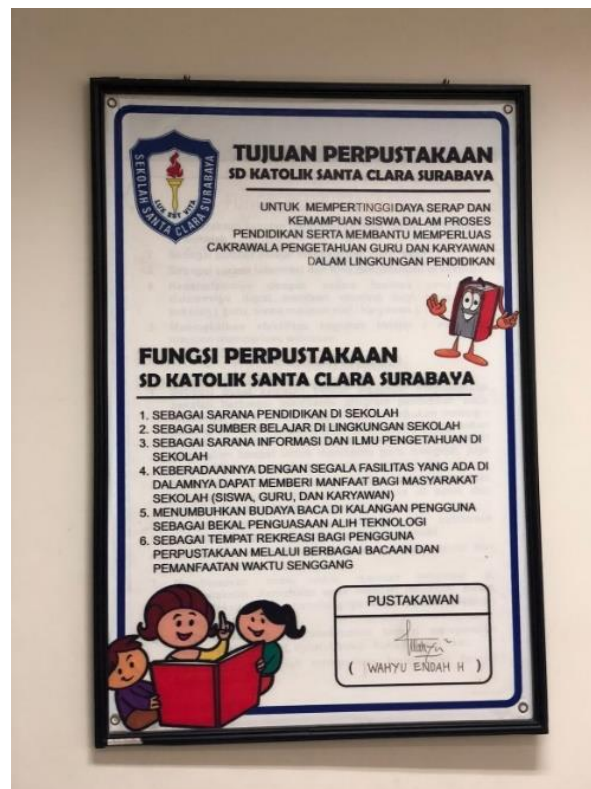 SEKOLAH SANTA CLARA SURABAYA
TUJUAN PERPUSTAKAAN
SD KATOLIK SANTA CLARA SURABAYA
UNTUK MEMPERTINGGI DAYA SERAP DAN
KEMAMPUAN SISWA DALAM PROSES
PENDIDIKAN SERTA MEMBANTU MEMPERLUAS
CAKRAWALA PENGETAHUAN GURU DAN KARYAWAN
DALAM LINGKUNGAN PENDIDIKAN
FUNGSI PERPUSTAKAAN
SD KATOLIK SANTA CLARA SURABAYA
1. SEBAGAI SARANA PENDIDIKAN DI SEKOLAH
2. SEBAGAI SUMBER BELAJAR DI LINGKUNGAN SEKOLAH
3. SEBAGAI SARANA INFORMASI DAN ILMU PENGETAHUAN DI
SEKOLAH
4. KEBERADAANNYA DENGAN SEGALA FASILITAS YANG ADA DI
DALAMNYA DAPAT MEMBERI MANFAAT BAGI MASYARAKAT
SEKOLAH (SISWA, GURU, DAN KARYAWAN)
5. MENUMBUHKAN BUDAYA BACA DI KALANGAN PENGGUNA
SEBAGAI BEKAL PENGUASAAN ALIH TEKNOLOGI
6. SEBAGAI TEMPAT REKREASI BAGI PENGGUNA
PERPUSTAKAAN MELALUI BERBAGAI BACAAN DAN
PEMANFAATAN WAKTU SENGGANG
PUSTAKAWAN
( WAHYU ENDAH H )